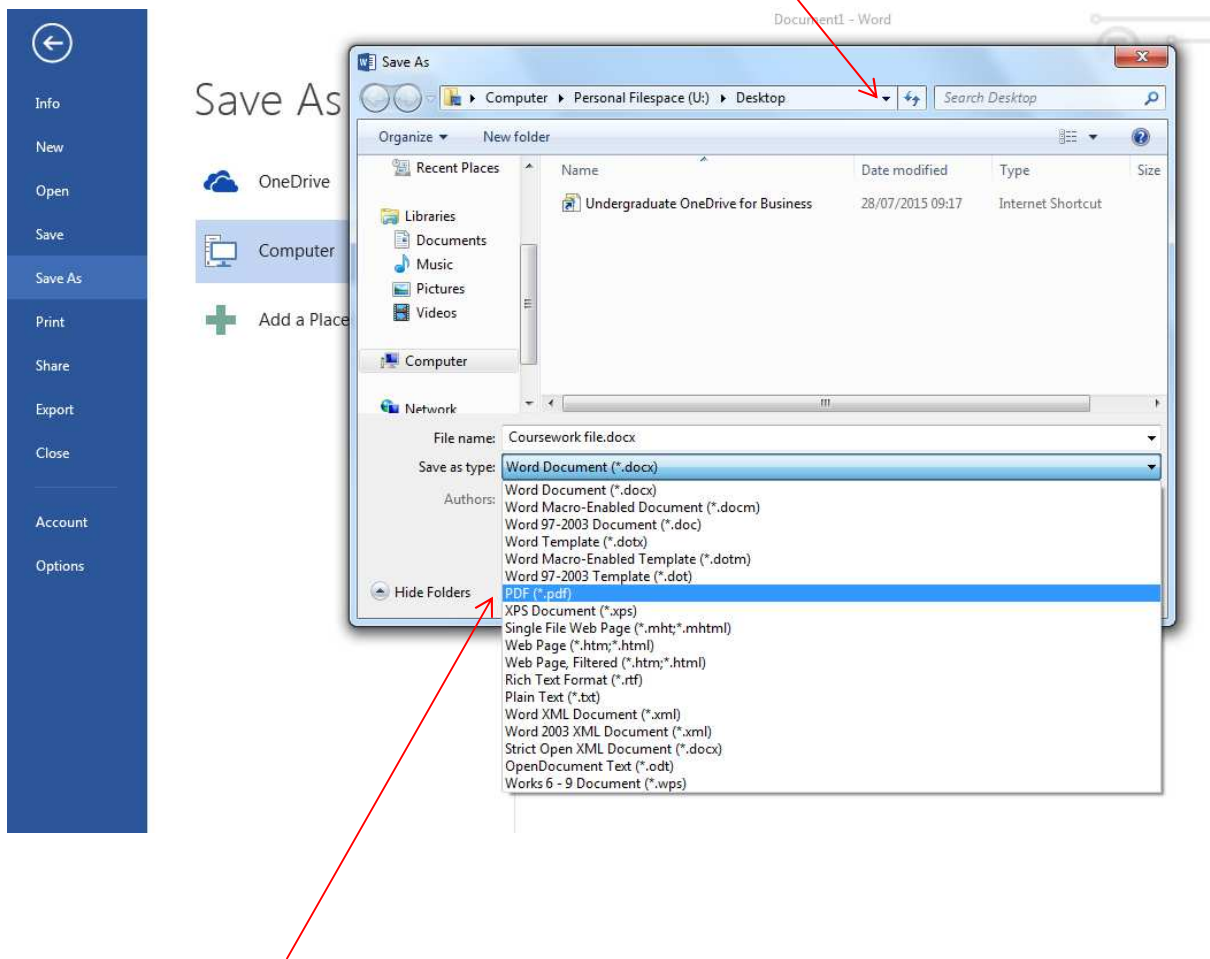 Document1 - Word
Save As
Computer Personal Filespace (U:) Desktop
Search Desktop
Organize
New folder
Info
New
Open
Save
Save As
Print
Share
Export
Close
Account
Options
Save As
OneDrive
Computer
Add a Place
Recent Places
Libraries
Documents
Music
Pictures
Videos
Computer
Network
Name Date modified Type Size
Undergraduate OneDrive for Business 28/07/2015 09:17 Internet Shortcut
File name: Coursework file.docx
Save as type: Word Document (*.docx)
Authors:
Word Document (*.docx)
Word Macro-Enabled Document (*.docm)
Word 97-2003 Document (*.doc)
Word Template (*.dotx)
Word Macro-Enabled Template (*.dotm)
Word 97-2003 Template (*.dot)
PDF (*.pdf)
XPS Document (*.xps)
Single File Web Page (*.mht;*.mhtml)
Web Page (*.htm;*.html)
Web Page, Filtered (*.htm;*.html)
Rich Text Format (*.rtf)
Plain Text (*.txt)
Word XML Document (*.xml)
Word 2003 XML Document (*.xml)
Strict Open XML Document (*.docx)
OpenDocument Text (*.odt)
Works 6 - 9 Document (*.wps)
Hide Folders